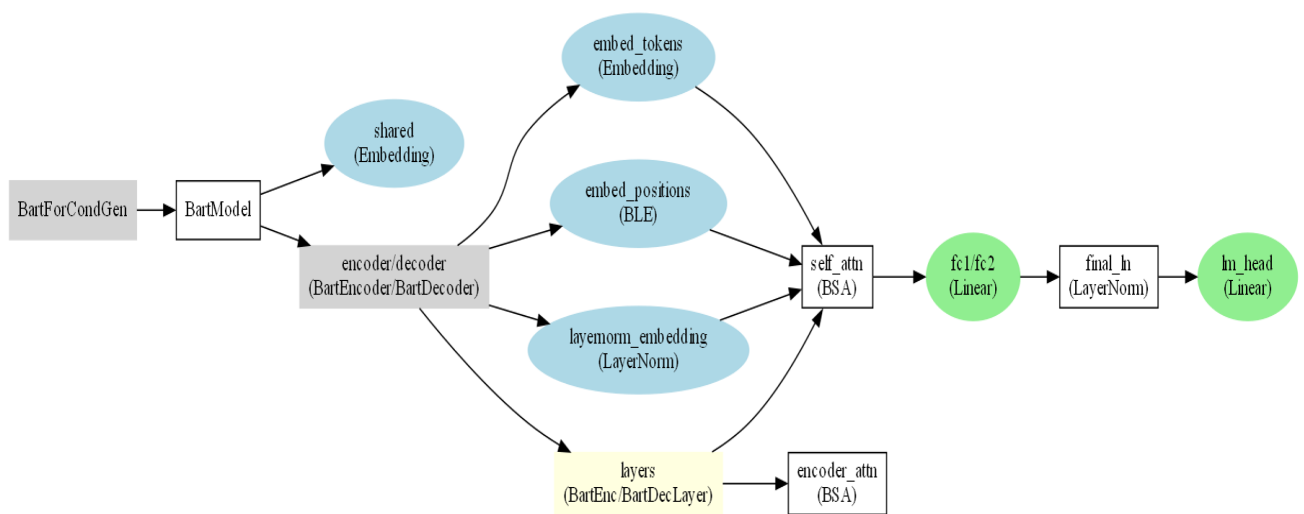 BartForCondGen
BartModel
shared
(Embedding)
encoder/decoder
(BartEncoder/BartDecoder)
embed_tokens
(Embedding)
embed_positions
(BLE)
layernorm_embedding
(LayerNorm)
layers
(BartEnc/BartDecLayer)
self_attn
(BSA)
encoder_attn
(BSA)
fc1/fc2
(Linear)
final_ln
(LayerNorm)
lm_head
(Linear)